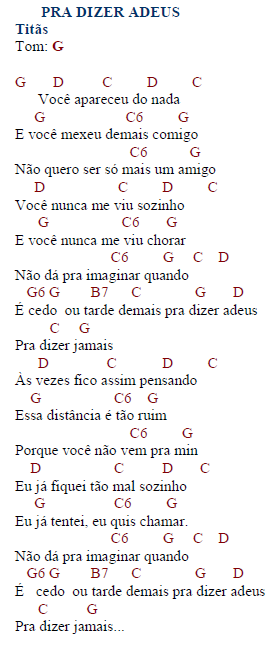 PRA DIZER ADEUS
Titãs
Tom: G
G D C D C
Você apareceu do nada
G C6 G
E você mexeu demais comigo
C6 G
Não quero ser só mais um amigo
D C D C
Você nunca me viu sozinho
G C6 G
E você nunca me viu chorar
C6 G C D
Não dá pra imaginar quando
G6 G B7 C G D
É cedo ou tarde demais pra dizer adeus
C G
Pra dizer jamais
D C D C
Às vezes fico assim pensando
G C6 G
Essa distância é tão ruim
C6 G
Porque você não vem pra min
D C D C
Eu já fiquei tão mal sozinho
G C6 G
Eu já tentei, eu quis chamar.
C6 G C D
Não dá pra imaginar quando
G6 G B7 C G D
É cedo ou tarde demais pra dizer adeus
C G
Pra dizer jamais...